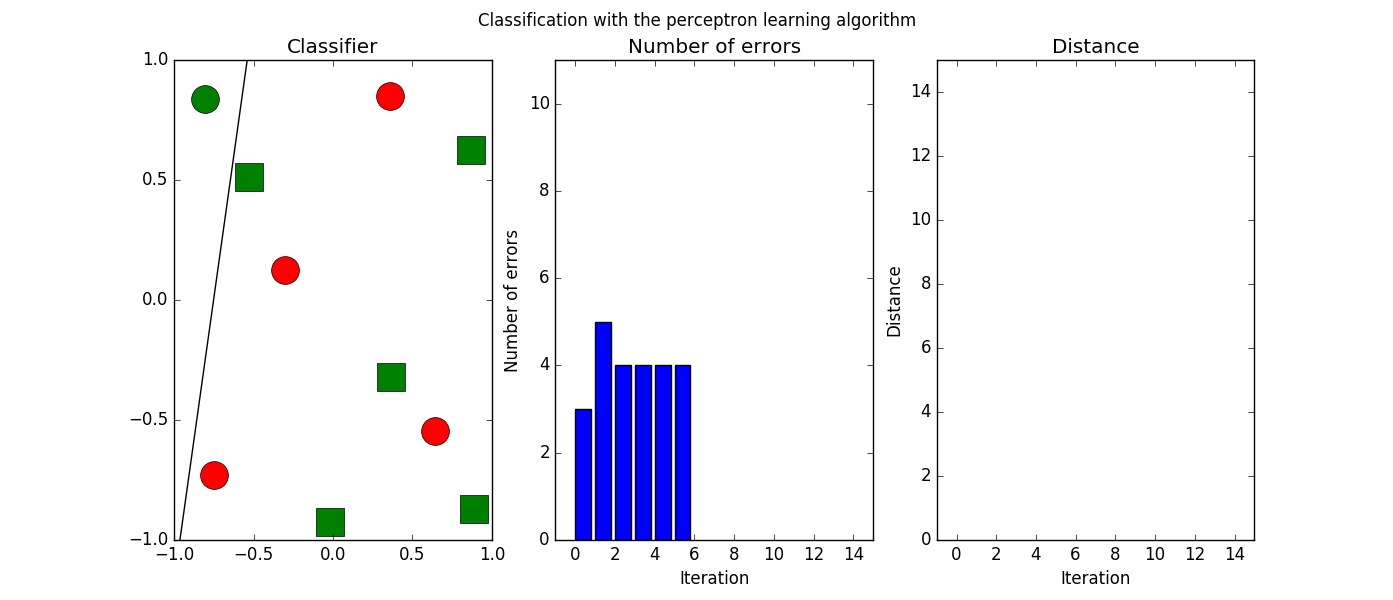 Classification with the perceptron learning algorithm
Classifier
1.0
0.5
0.0
−0.5
−1.0
−1.0 −0.5 0.0 0.5 1.0
Number of errors
Number of errors
10
8
6
4
2
0
0 2 4 6 8 10 12 14
Iteration
Distance
Distance
14
12
10
8
6
4
2
0
0 2 4 6 8 10 12 14
Iteration